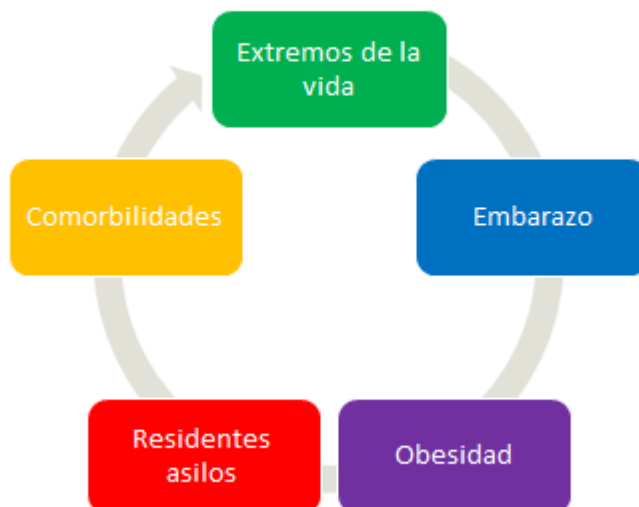 Extremos de la
vida
Embarazo
Obesidad
Residentes
asilos
Comorbilidades